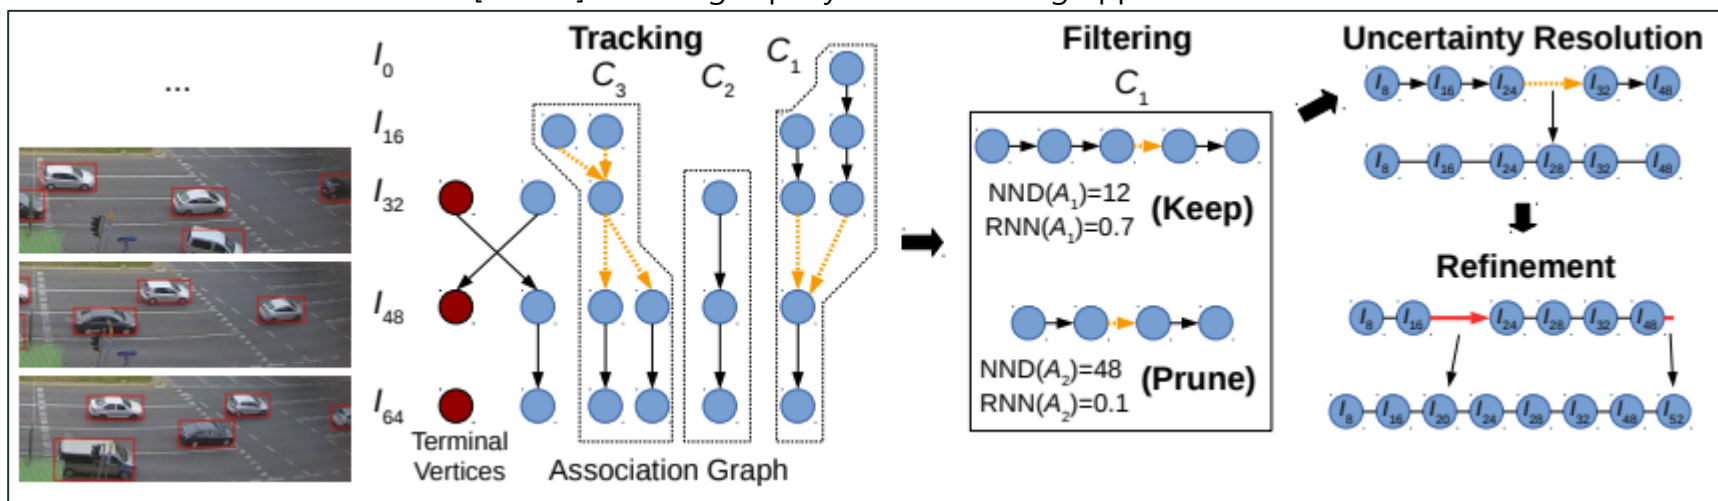 ...
Tracking
I0
I16
I32
I48
I64
C3
C2
C1
Terminal
Vertices
Association Graph
Filtering
C1
NND(A1)=12
RNN(A1)=0.7
(Keep)
NND(A2)=48
RNN(A2)=0.1
(Prune)
Uncertainty Resolution
I8 I16 I24 I32 I48
I8 I16 I24 I28 I32 I48
Refinement
I8 I16 I24 I28 I32 I48
I8 I16 I20 I24 I28 I32 I48 I52